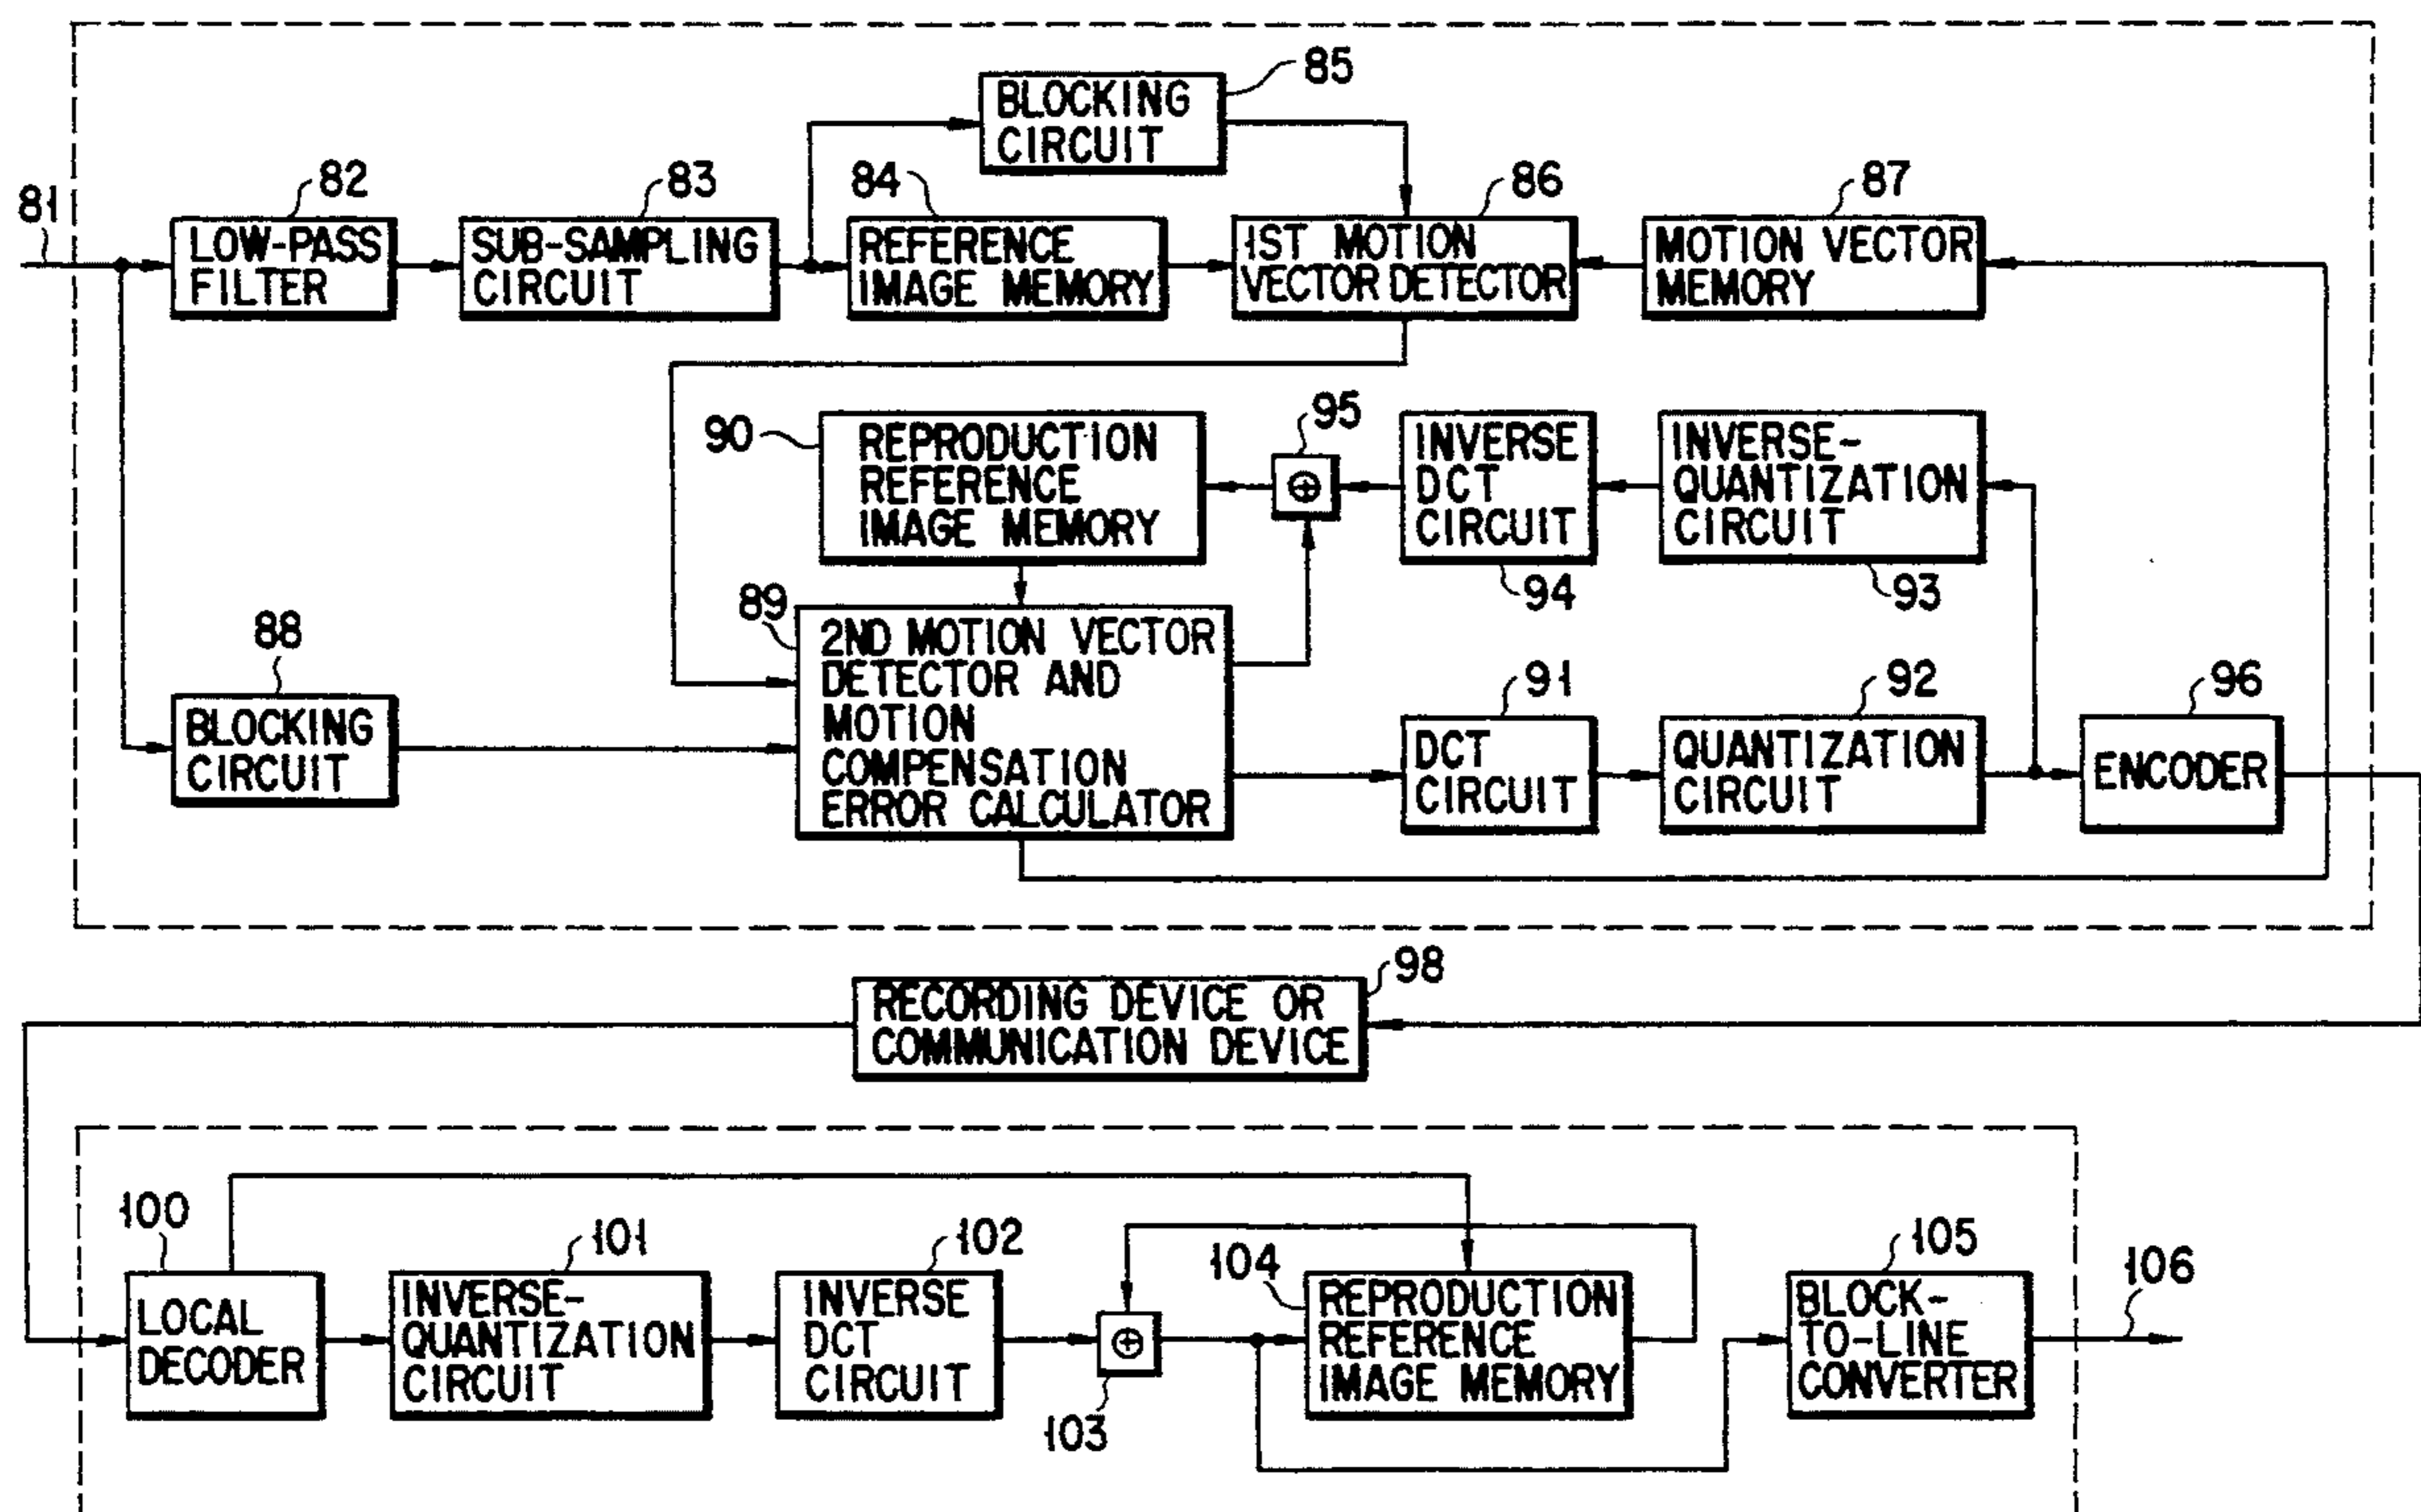 85
BLOCKING
CIRCUIT
81
82
LOW-PASS
FILTER
83
SUB-SAMPLING
CIRCUIT
84
REFERENCE
IMAGE MEMORY
86
1ST MOTION
VECTOR DETECTOR
87
MOTION VECTOR
MEMORY
90
REPRODUCTION
REFERENCE
IMAGE MEMORY
95
⊕
INVERSE
DCT
CIRCUIT
94
INVERSE-
QUANTIZATION
CIRCUIT
93
88
BLOCKING
CIRCUIT
89
2ND MOTION VECTOR
DETECTOR AND
MOTION
COMPENSATION
ERROR CALCULATOR
91
DCT
CIRCUIT
92
QUANTIZATION
CIRCUIT
96
ENCODER
98
RECORDING DEVICE OR
COMMUNICATION DEVICE
100
LOCAL
DECODER
101
INVERSE-
QUANTIZATION
CIRCUIT
102
INVERSE
DCT
CIRCUIT
⊕
103
104
REPRODUCTION
REFERENCE
IMAGE MEMORY
105
BLOCK-
TO-LINE
CONVERTER
106